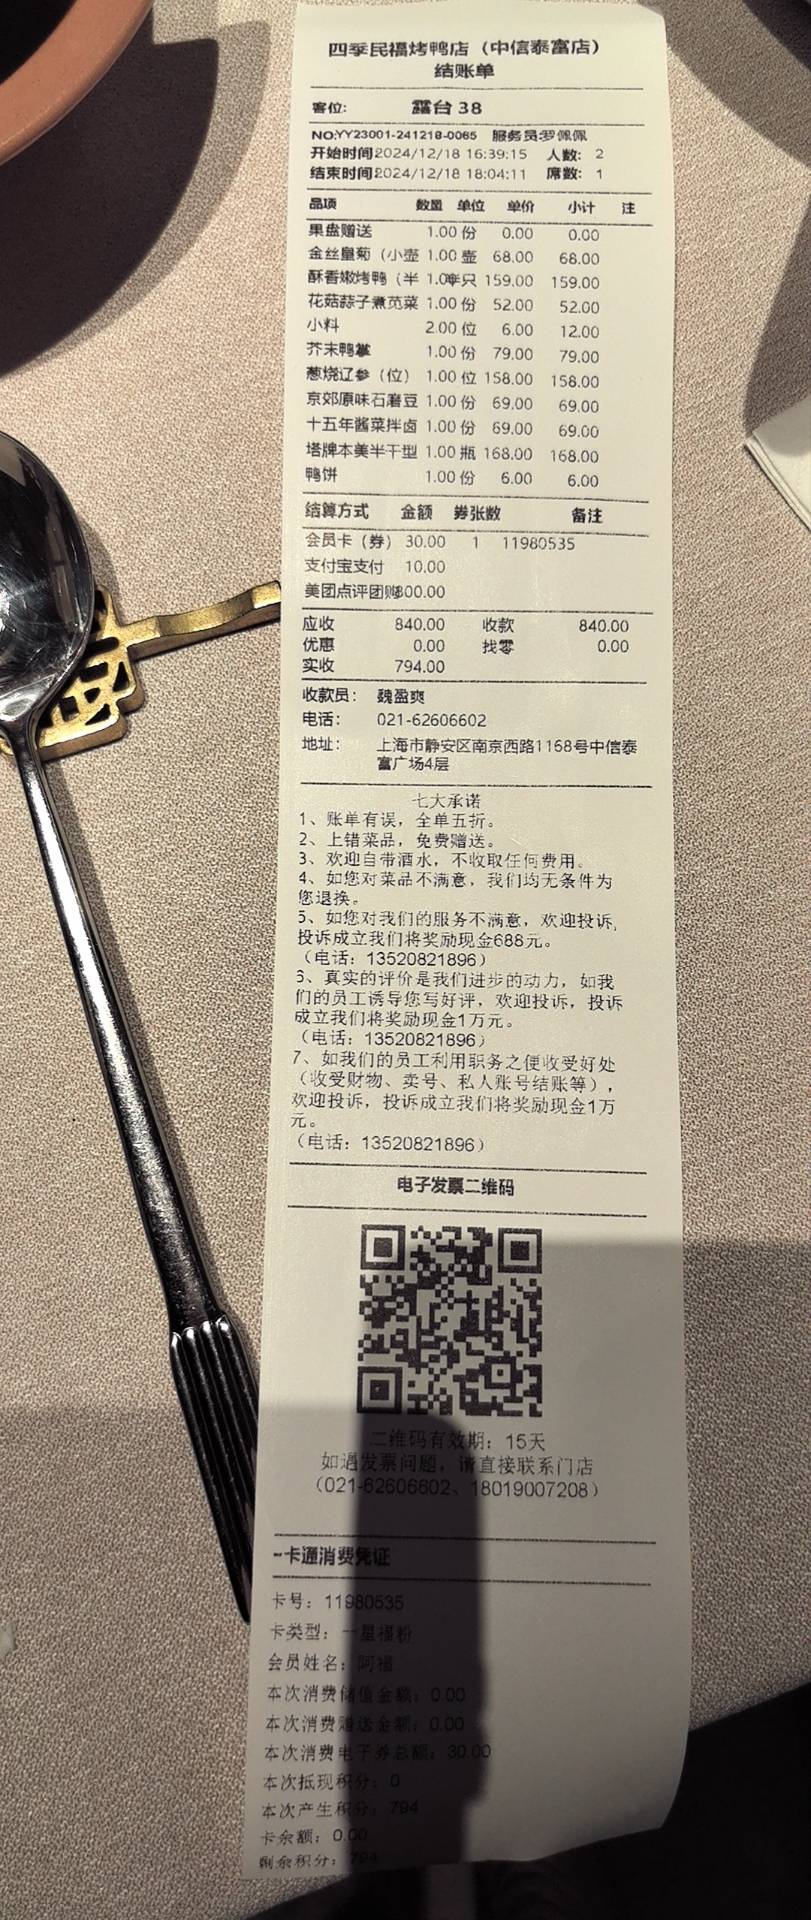 四季民福烤鸭店（中信泰富店）
结账单
客位： 露台 38
NO:YY23001-241218-0065 服务员:罗佩佩
开始时间2024/12/18 16:39:15 人数： 2
结束时间2024/12/18 18:04:11 席数： 1
品项 数量 单位 单价 小计 注
果盘赠送 1.00 份 0.00 0.00
金丝皇菊（小壶 1.00 壶 68.00 68.00
酥香嫩烤鸭（半 1.0半只 159.00 159.00
花菇蒜子煮苋菜 1.00 份 52.00 52.00
小料 2.00 位 6.00 12.00
芥末鸭掌 1.00 份 79.00 79.00
葱烧辽参（位） 1.00 位 158.00 158.00
京郊原味石磨豆 1.00 份 69.00 69.00
十五年酱菜拌卤 1.00 份 69.00 69.00
塔牌本美半干型 1.00 瓶 168.00 168.00
鸭饼 1.00 份 6.00 6.00
结算方式 金额 券张数 备注
会员卡（券） 30.00 1 11980535
支付宝支付 10.00
美团点评团购800.00
应收 840.00 收款 840.00
优惠 0.00 找零 0.00
实收 794.00
收款员： 魏盈爽
电话： 021-62606602
地址： 上海市静安区南京西路1168号中信泰
富广场4层
七大承诺
1、账单有误，全单五折。
2、上错菜品，免费赠送。
3、欢迎自带酒水，不收取任何费用。
4、如您对菜品不满意，我们均无条件为
您退换。
5、如您对我们的服务不满意，欢迎投诉，
投诉成立我们将奖励现金688元。
（电话：13520821896）
6、真实的评价是我们进步的动力，如我
们的员工诱导您写好评，欢迎投诉，投诉
成立我们将奖励现金1万元。
（电话：13520821896）
7、如我们的员工利用职务之便收受好处
（收受财物、卖号、私人账号结账等），
欢迎投诉，投诉成立我们将奖励现金1万
元。
（电话：13520821896）
电子发票二维码
二维码有效期：15天
如遇发票问题，请直接联系门店
（021-62606602、18019007208）
一卡通消费凭证
卡号：11980535
卡类型：一星福粉
会员姓名：阿福
本次消费储值金额：0.00
本次消费赠送金额：0.00
本次消费电子券总额：30.00
本次抵现积分：0
本次产生积分：794
卡余额：0.00
剩余积分：794